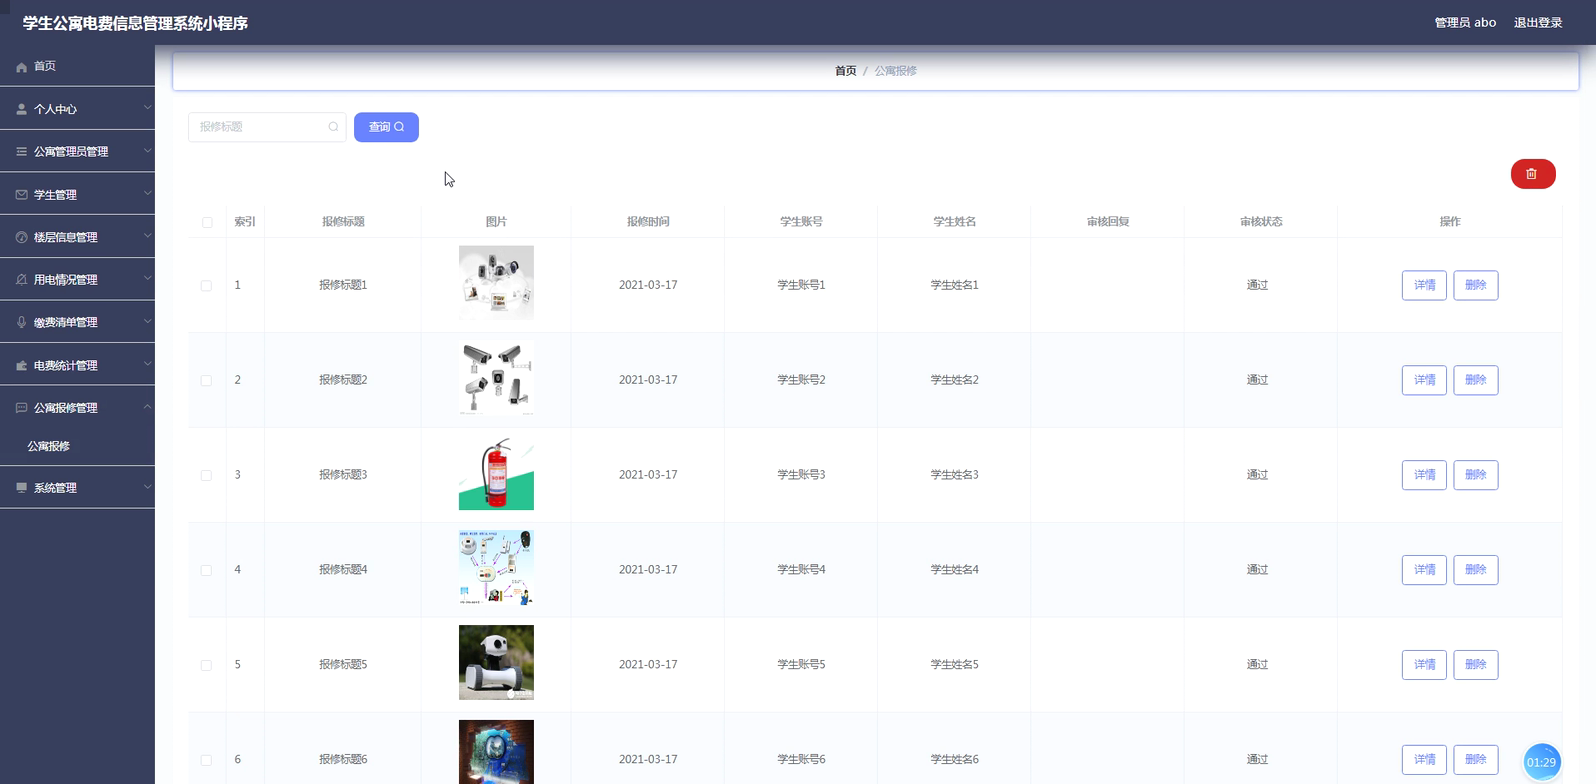 学生公寓电费信息管理系统小程序
管理员 abo 退出登录
首页
个人中心
公寓管理员管理
学生管理
楼层信息管理
用电情况管理
缴费清单管理
电费统计管理
公寓报修管理
公寓报修
系统管理
首页 / 公寓报修
报修标题 查询
索引 报修标题 图片 报修时间 学生账号 学生姓名 审核回复 审核状态 操作
1 报修标题1 2021-03-17 学生账号1 学生姓名1 通过 详情 删除
2 报修标题2 2021-03-17 学生账号2 学生姓名2 通过 详情 删除
3 报修标题3 2021-03-17 学生账号3 学生姓名3 通过 详情 删除
4 报修标题4 2021-03-17 学生账号4 学生姓名4 通过 详情 删除
5 报修标题5 2021-03-17 学生账号5 学生姓名5 通过 详情 删除
6 报修标题6 2021-03-17 学生账号6 学生姓名6 通过 详情 删除
01:29